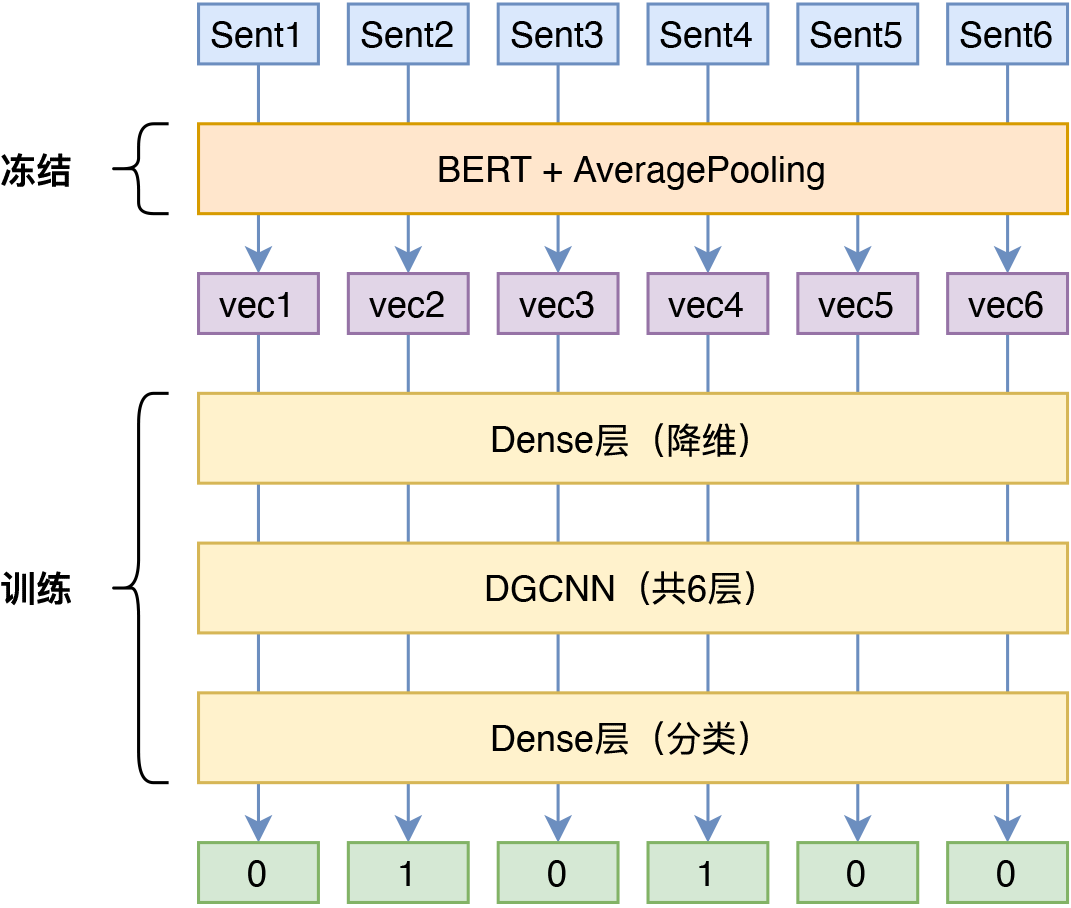 Sent1 Sent2 Sent3 Sent4 Sent5 Sent6
冻结
BERT + AveragePooling
vec1 vec2 vec3 vec4 vec5 vec6
Dense层（降维）
训练
DGCNN（共6层）
Dense层（分类）
0 1 0 1 0 0